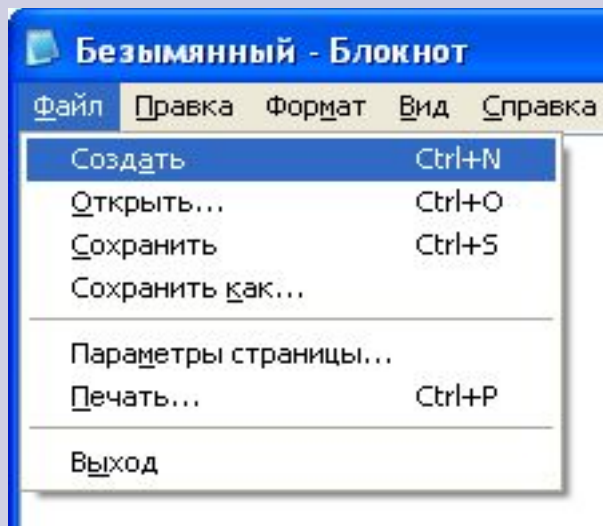 Безымянный - Блокнот
Файл Правка Формат Вид Справка
Создать Ctrl+N
Открыть... Ctrl+O
Сохранить Ctrl+S
Сохранить как...
Параметры страницы...
Печать... Ctrl+P
Выход